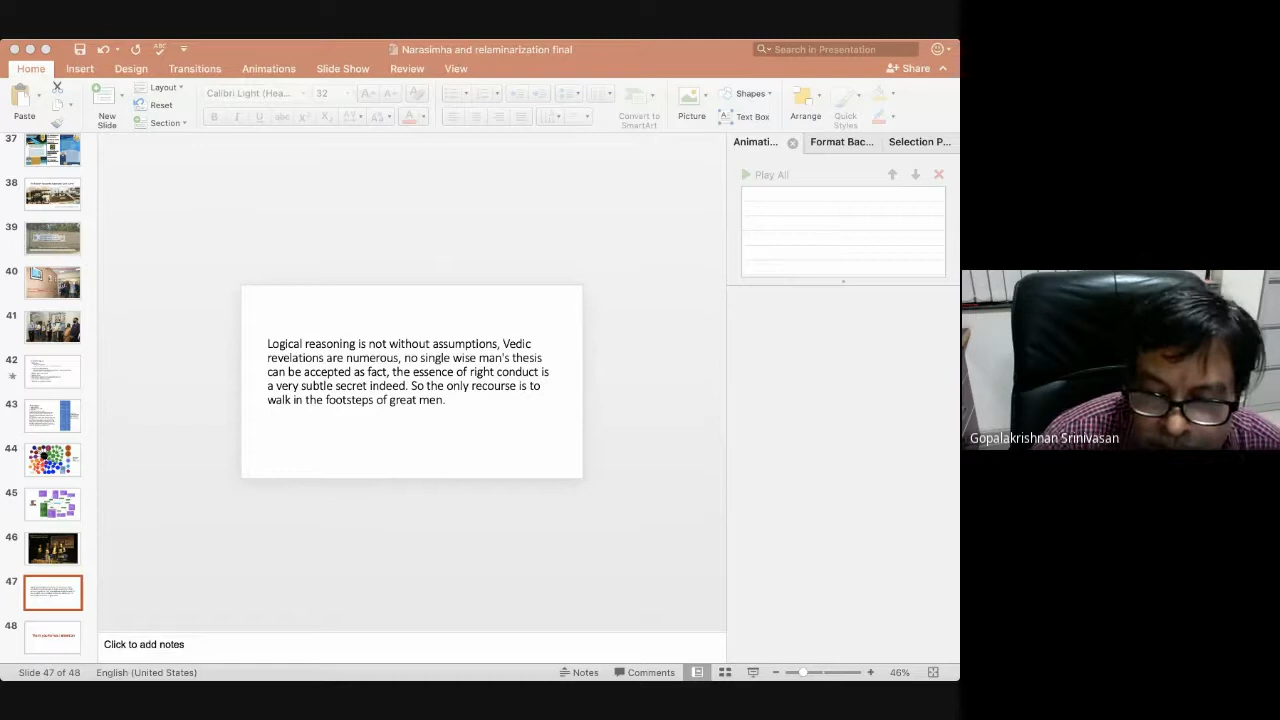 Narasimha and relaminarization final
Search in Presentation
Home Insert Design Transitions Animations Slide Show Review View
Share
Paste
New Slide
Layout
Reset
Section
Calibri Light (Hea... 32
Convert to SmartArt
Picture
Shapes
Text Box
Arrange
Quick Styles
Animati... Format Bac... Selection P...
Play All
37
38
39
40
41
42
43
44
45
46
47
48
Logical reasoning is not without assumptions, Vedic
revelations are numerous, no single wise man's thesis
can be accepted as fact, the essence of right conduct is
a very subtle secret indeed. So the only recourse is to
walk in the footsteps of great men.
Gopalakrishnan Srinivasan
Click to add notes
Slide 47 of 48 English (United States) Notes Comments 46%